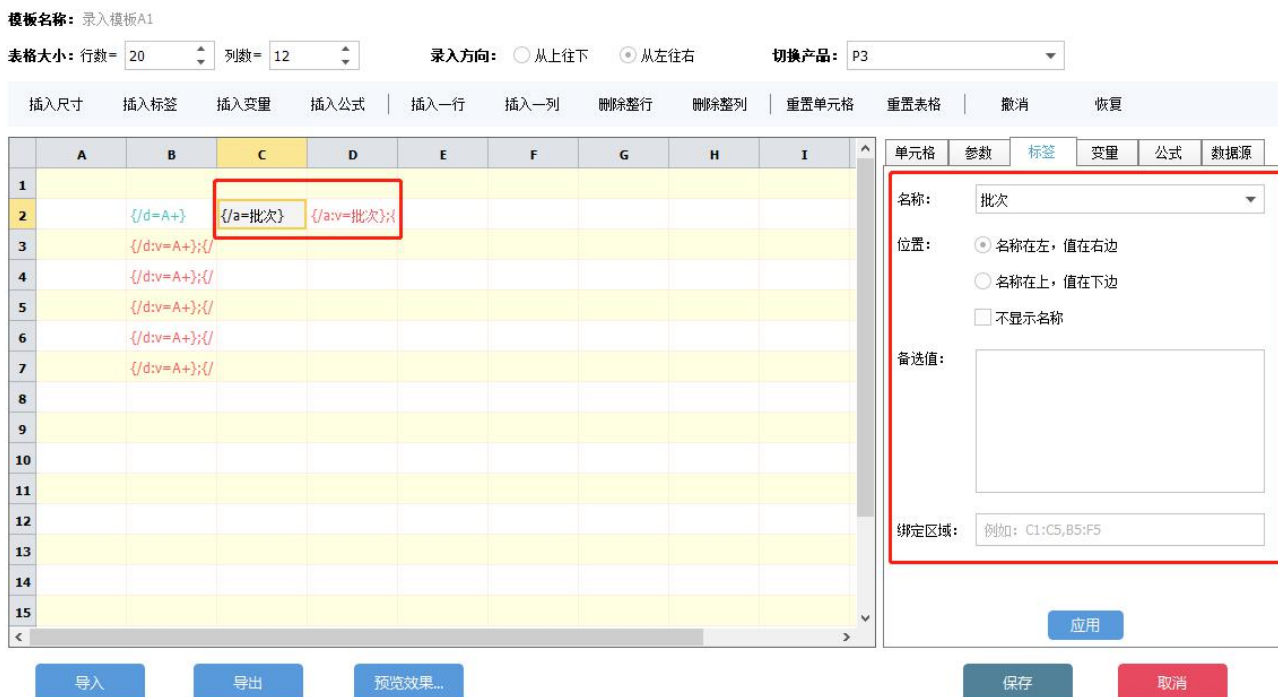 模板名称： 录入模板A1
表格大小： 行数= 20 列数= 12 录入方向： 从上往下 从左往右 切换产品： P3
插入尺寸 插入标签 插入变量 插入公式 插入一行 插入一列 删除整行 删除整列 重置单元格 重置表格 撤消 恢复
A B C D E F G H I
单元格 参数 标签 变量 公式 数据源
1
2 {/d=A+} {/a=批次} {/a:v=批次};{
3 {/d:v=A+};{/
4 {/d:v=A+};{/
5 {/d:v=A+};{/
6 {/d:v=A+};{/
7 {/d:v=A+};{/
8
9
10
11
12
13
14
15
名称： 批次
位置： 名称在左，值在右边
名称在上，值在下边
不显示名称
备选值：
绑定区域： 例如：C1:C5,B5:F5
应用
导入 导出 预览效果... 保存 取消